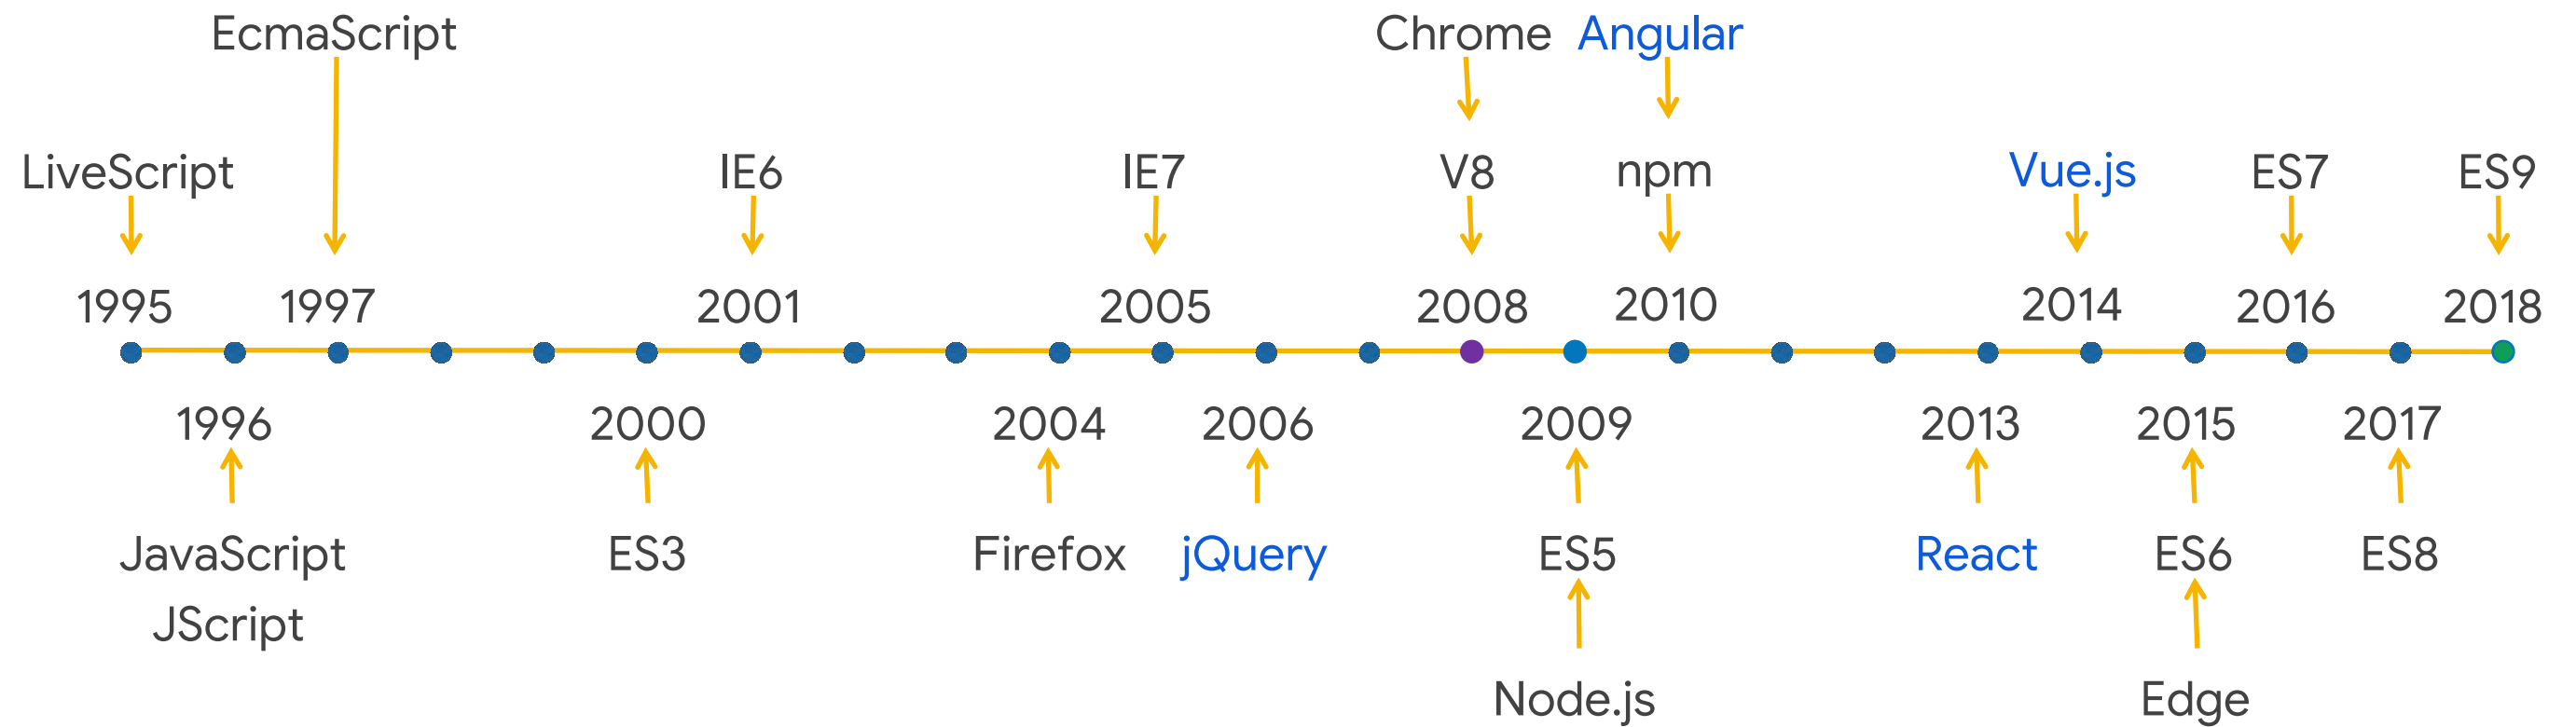 EcmaScript
Chrome
Angular
LiveScript
IE6
IE7
V8
npm
Vue.js
ES7
ES9
1995
1997
2001
2005
2008
2010
2014
2016
2018
1996
2000
2004
2006
2009
2013
2015
2017
JavaScript
ES3
Firefox
jQuery
ES5
React
ES6
ES8
JScript
Node.js
Edge